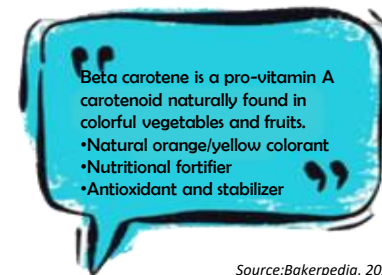 Beta carotene is a pro-vitamin A
carotenoid naturally found in
colorful vegetables and fruits.
•Natural orange/yellow colorant
•Nutritional fortifier
•Antioxidant and stabilizer
Source:Bakerpedia, 20